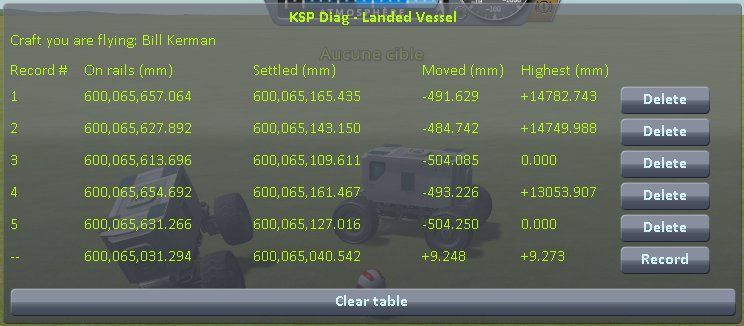 ATMOSPHÈRE
KSP Diag - Landed Vessel
Craft you are flying: Bill Kerman
Aucune cible
Record # On rails (mm) Settled (mm) Moved (mm) Highest (mm)
1 600,065,657.064 600,065,165.435 -491.629 +14782.743 Delete
2 600,065,627.892 600,065,143.150 -484.742 +14749.988 Delete
3 600,065,613.696 600,065,109.611 -504.085 0.000 Delete
4 600,065,654.692 600,065,161.467 -493.226 +13053.907 Delete
5 600,065,631.266 600,065,127.016 -504.250 0.000 Delete
-- 600,065,031.294 600,065,040.542 +9.248 +9.273 Record
Clear table